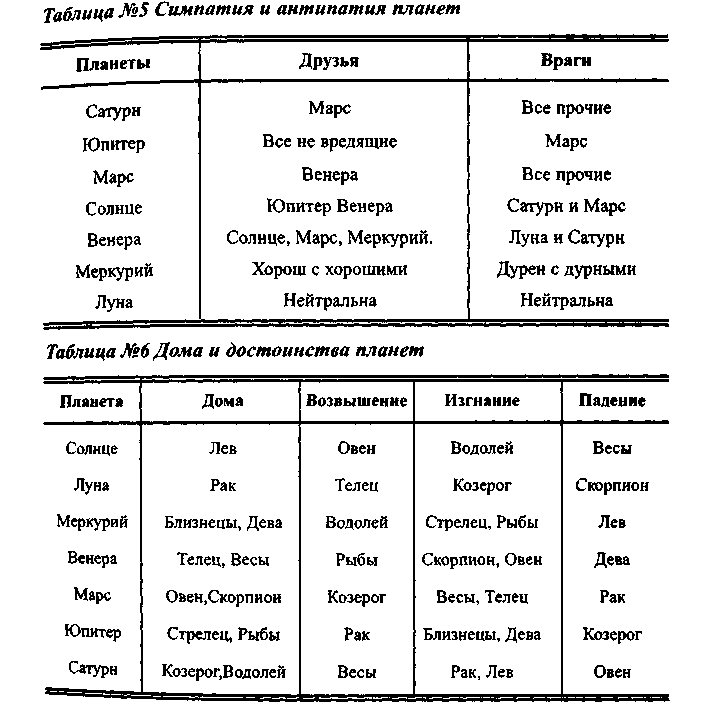 Таблица №5 Симпатия и антипатия планет
Планеты Друзья Враги
Сатурн Марс Все прочие
Юпитер Все не вредящие Марс
Марс Венера Все прочие
Солнце Юпитер Венера Сатурн и Марс
Венера Солнце, Марс, Меркурий. Луна и Сатурн
Меркурий Хорош с хорошими Дурен с дурными
Луна Нейтральна Нейтральна
Таблица №6 Дома и достоинства планет
Планета Дома Возвышение Изгнание Падение
Солнце Лев Овен Водолей Весы
Луна Рак Телец Козерог Скорпион
Меркурий Близнецы, Дева Водолей Стрелец, Рыбы Лев
Венера Телец, Весы Рыбы Скорпион, Овен Дева
Марс Овен,Скорпион Козерог Весы, Телец Рак
Юпитер Стрелец, Рыбы Рак Близнецы, Дева Козерог
Сатурн Козерог,Водолей Весы Рак, Лев Овен